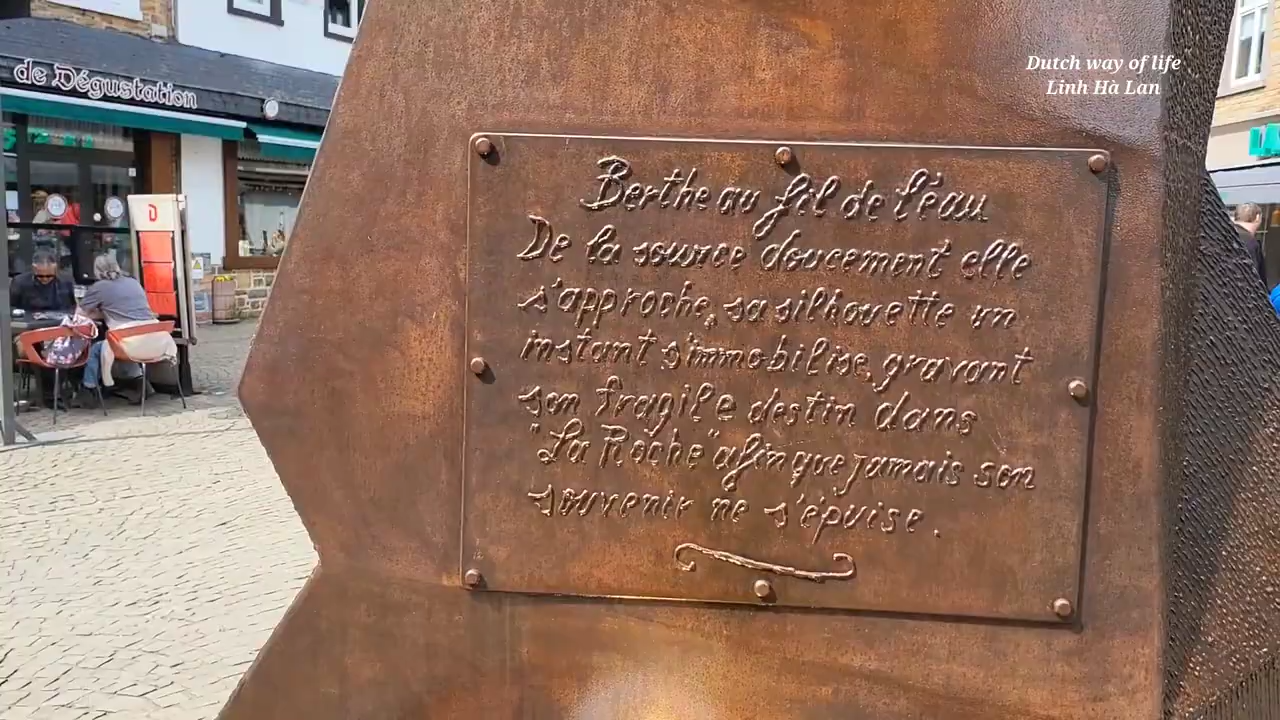 de Dégustation
Dutch way of life
Linh Hà Lan
Berthe au fil de l'éau
De la source doucement elle
s'approche, sa silhouette un
instant s'immobilise, gravant
son fragile destin dans
"La Roche" afin que jamais son
souvenir ne s'épuise.